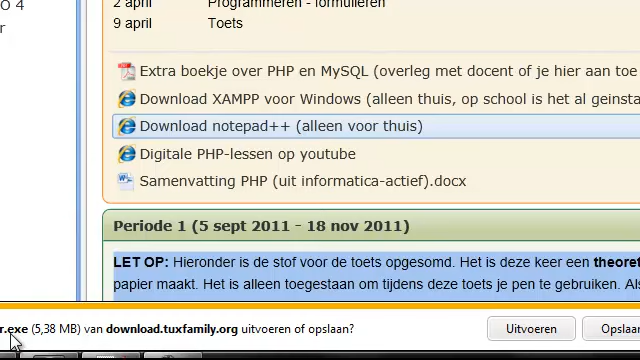 O 4
r
2 april Programmeren - formulieren
9 april Toets
Extra boekje over PHP en MySQL (overleg met docent of je hier aan toe
Download XAMPP voor Windows (alleen thuis, op school is het al geinsta
Download notepad++ (alleen voor thuis)
Digitale PHP-lessen op youtube
Samenvatting PHP (uit informatica-actief).docx
Periode 1 (5 sept 2011 - 18 nov 2011)
LET OP: Hieronder is de stof voor de toets opgesomd. Het is deze keer een theoret
papier maakt. Het is alleen toegestaan om tijdens deze toets je pen te gebruiken. Als
r.exe (5,38 MB) van download.tuxfamily.org uitvoeren of opslaan?
Uitvoeren
Opslaan